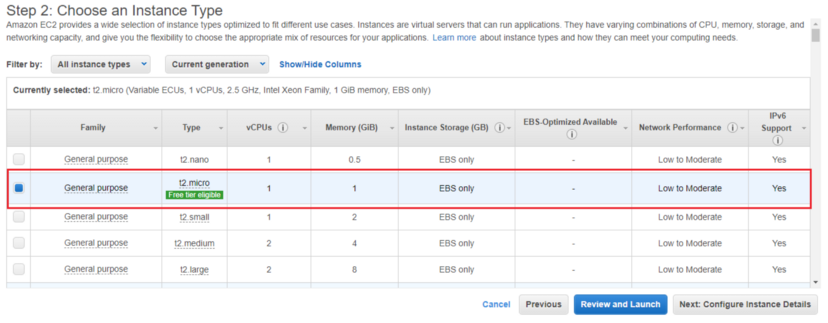 Step 2: Choose an Instance Type
Amazon EC2 provides a wide selection of instance types optimized to fit different use cases. Instances are virtual servers that can run applications. They have varying combinations of CPU, memory, storage, and
networking capacity, and give you the flexibility to choose the appropriate mix of resources for your applications. Learn more about instance types and how they can meet your computing needs.
Filter by: All instance types Current generation Show/Hide Columns
Currently selected: t2.micro (Variable ECUs, 1 vCPUs, 2.5 GHz, Intel Xeon Family, 1 GiB memory, EBS only)
Family Type vCPUs i Memory (GiB) Instance Storage (GB) i EBS-Optimized Available i Network Performance i IPv6 Support i
General purpose t2.nano 1 0.5 EBS only - Low to Moderate Yes
General purpose t2.micro 1 1 EBS only - Low to Moderate Yes
Free tier eligible
General purpose t2.small 1 2 EBS only - Low to Moderate Yes
General purpose t2.medium 2 4 EBS only - Low to Moderate Yes
General purpose t2.large 2 8 EBS only - Low to Moderate Yes
Cancel Previous Review and Launch Next: Configure Instance Details